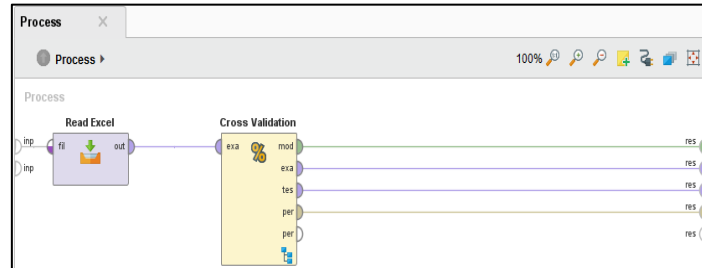 Process
Process
100%
Process
Read Excel
Cross Validation
inp
fil
out
exa
%
mod
res
inp
exa
res
tes
res
per
res
per
res